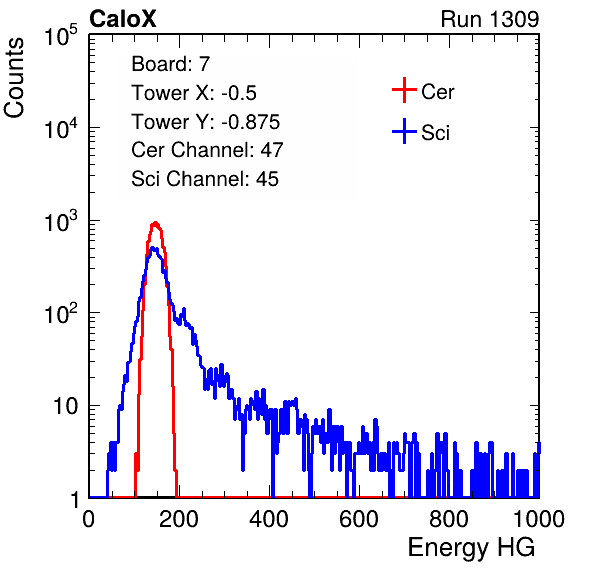 CaloX Run 1309
Counts
10^5
10^4
10^3
10^2
10
1
Board: 7
Tower X: -0.5
Tower Y: -0.875
Cer Channel: 47
Sci Channel: 45
Cer
Sci
0 200 400 600 800 1000
Energy HG